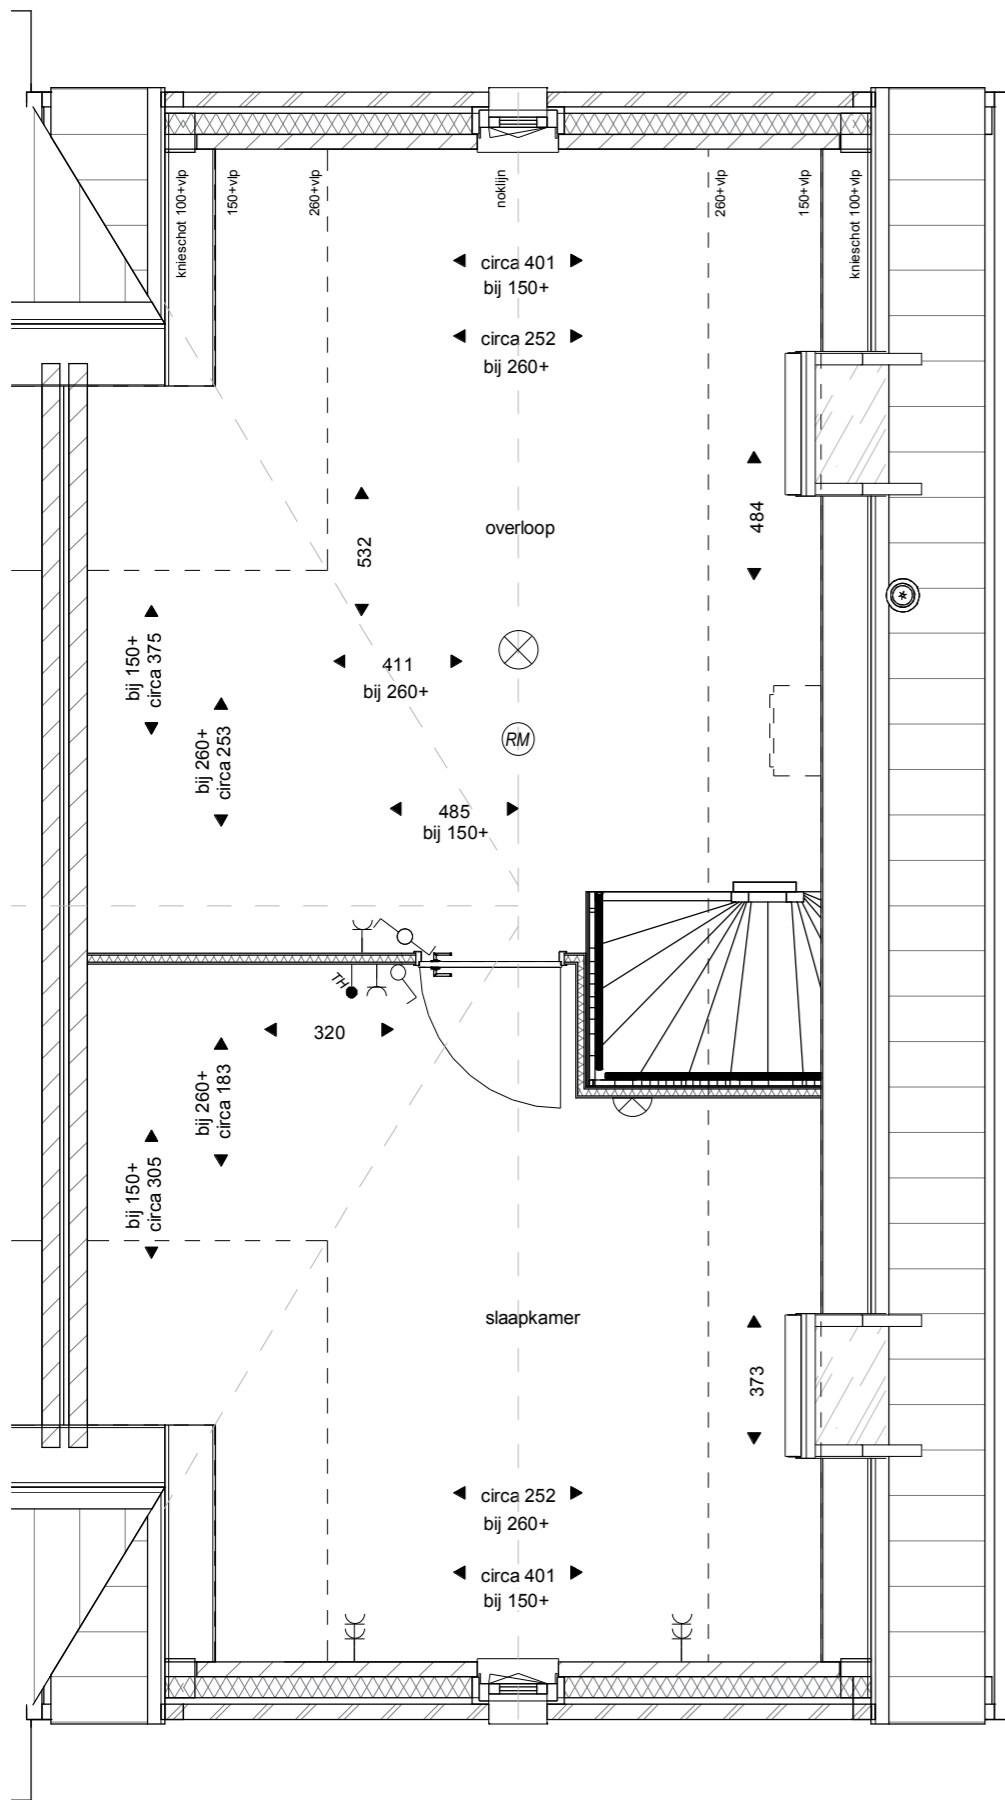 knieschot 100+vlp
150+vlp
260+vlp
noklijn
260+vlp
150+vlp
knieschot 100+vlp
circa 401
bij 150+
circa 252
bij 260+
484
overloop
532
bij 150+
circa 375
411
bij 260+
bij 260+
circa 253
RM
485
bij 150+
TH
320
bij 260+
circa 183
bij 150+
circa 305
slaapkamer
373
circa 252
bij 260+
circa 401
bij 150+